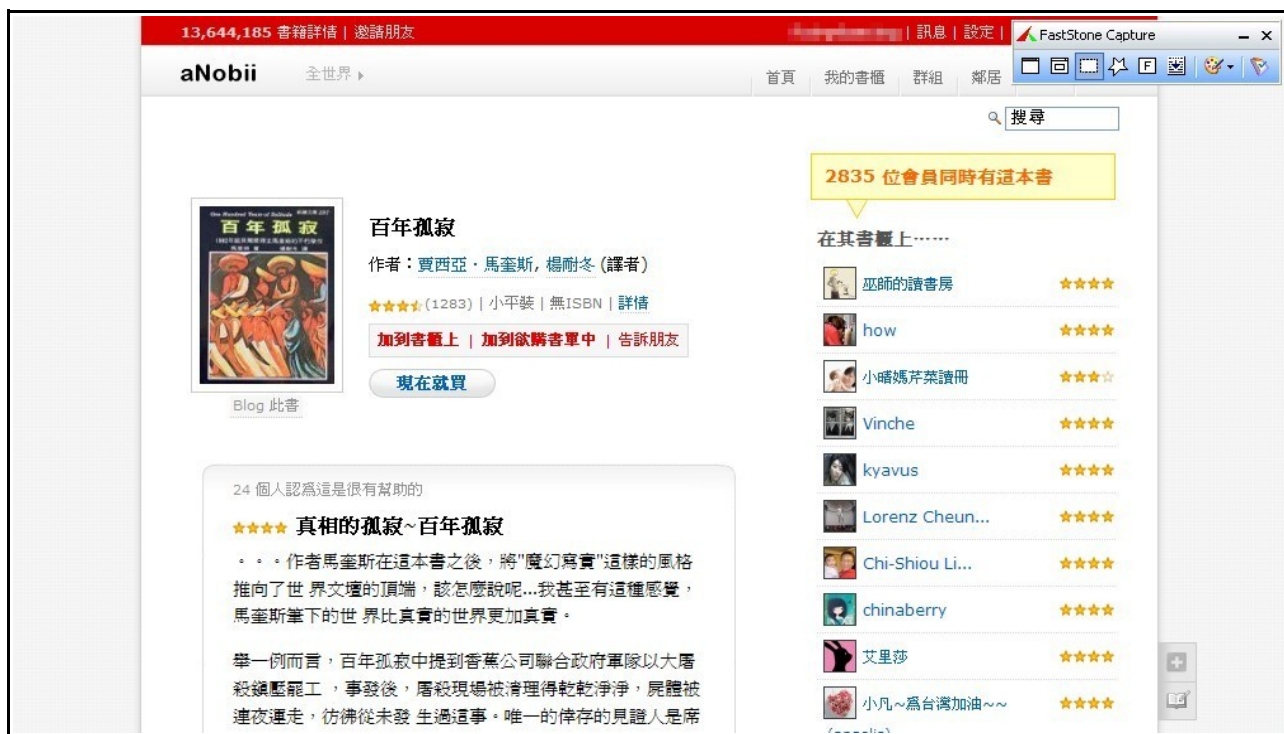 13,644,185 書籍詳情 | 邀請朋友
| 訊息 | 設定 |
FastStone Capture
aNobii
全世界
首頁 我的書櫃 群組 鄰居
搜尋
2835 位會員同時有這本書
在其書櫃上……
One Hundred Years of Solitude
百年孤寂
百年孤寂
作者：賈西亞‧馬奎斯, 楊耐冬 (譯者)
(1283) | 小平裝 | 無ISBN | 詳情
加到書櫃上 | 加到欲購書單中 | 告訴朋友
現在就買
Blog 此書
24 個人認為這是很有幫助的
真相的孤寂~百年孤寂
。。。作者馬奎斯在這本書之後，將"魔幻寫實"這樣的風格
推向了世 界文壇的頂端，該怎麼說呢...我甚至有這種感覺，
馬奎斯筆下的世 界比真實的世界更加真實。
舉一例而言，百年孤寂中提到香蕉公司聯合政府軍隊以大屠
殺鎮壓罷工 ，事發後，屠殺現場被清理得乾乾淨淨，屍體被
連夜運走，彷彿從未發 生過這事。唯一的倖存的見證人是席
巫師的讀書房
how
小晴媽芹菜讀冊
Vinche
kyavus
Lorenz Cheun...
Chi-Shiou Li...
chinaberry
艾里莎
小凡~為台灣加油~~